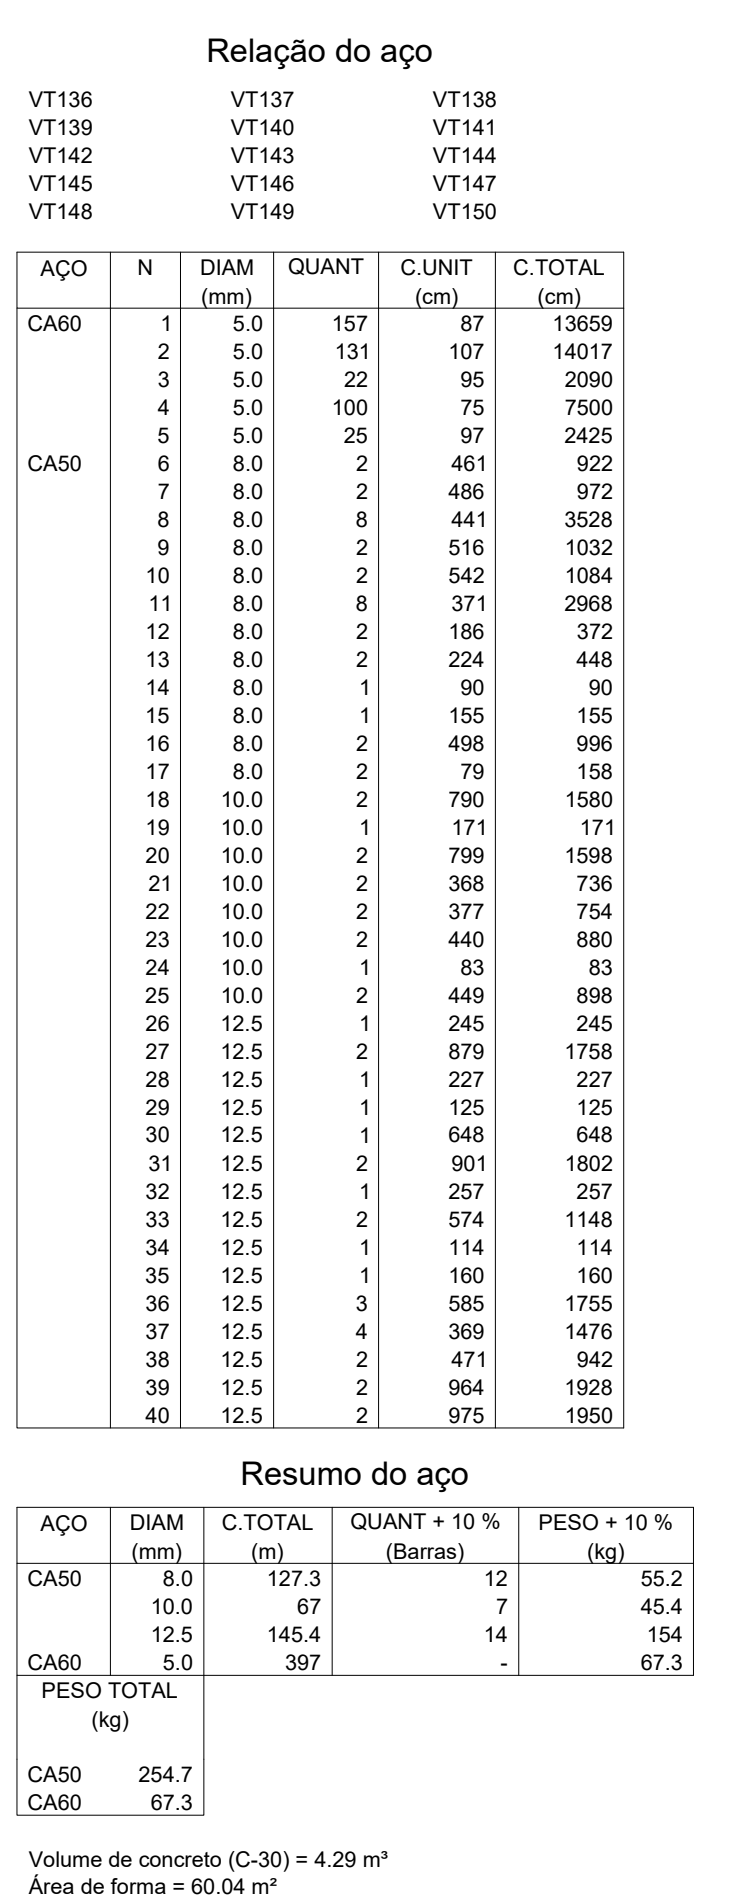 Relação do aço
VT136 VT137 VT138
VT139 VT140 VT141
VT142 VT143 VT144
VT145 VT146 VT147
VT148 VT149 VT150
AÇO N DIAM QUANT C.UNIT C.TOTAL
(mm) (cm) (cm)
CA60 1 5.0 157 87 13659
2 5.0 131 107 14017
3 5.0 22 95 2090
4 5.0 100 75 7500
5 5.0 25 97 2425
CA50 6 8.0 2 461 922
7 8.0 2 486 972
8 8.0 8 441 3528
9 8.0 2 516 1032
10 8.0 2 542 1084
11 8.0 8 371 2968
12 8.0 2 186 372
13 8.0 2 224 448
14 8.0 1 90 90
15 8.0 1 155 155
16 8.0 2 498 996
17 8.0 2 79 158
18 10.0 2 790 1580
19 10.0 1 171 171
20 10.0 2 799 1598
21 10.0 2 368 736
22 10.0 2 377 754
23 10.0 2 440 880
24 10.0 1 83 83
25 10.0 2 449 898
26 12.5 1 245 245
27 12.5 2 879 1758
28 12.5 1 227 227
29 12.5 1 125 125
30 12.5 1 648 648
31 12.5 2 901 1802
32 12.5 1 257 257
33 12.5 2 574 1148
34 12.5 1 114 114
35 12.5 1 160 160
36 12.5 3 585 1755
37 12.5 4 369 1476
38 12.5 2 471 942
39 12.5 2 964 1928
40 12.5 2 975 1950
Resumo do aço
AÇO DIAM C.TOTAL QUANT + 10 % PESO + 10 %
(mm) (m) (Barras) (kg)
CA50 8.0 127.3 12 55.2
10.0 67 7 45.4
12.5 145.4 14 154
CA60 5.0 397 - 67.3
PESO TOTAL
(kg)
CA50 254.7
CA60 67.3
Volume de concreto (C-30) = 4.29 m³
Área de forma = 60.04 m²